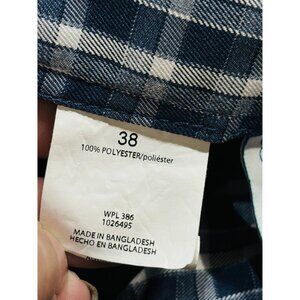 38
100% POLYESTER/poliéster
WPL 386
1026495
MADE IN BANGLADESH
HECHO EN BANGLADESH